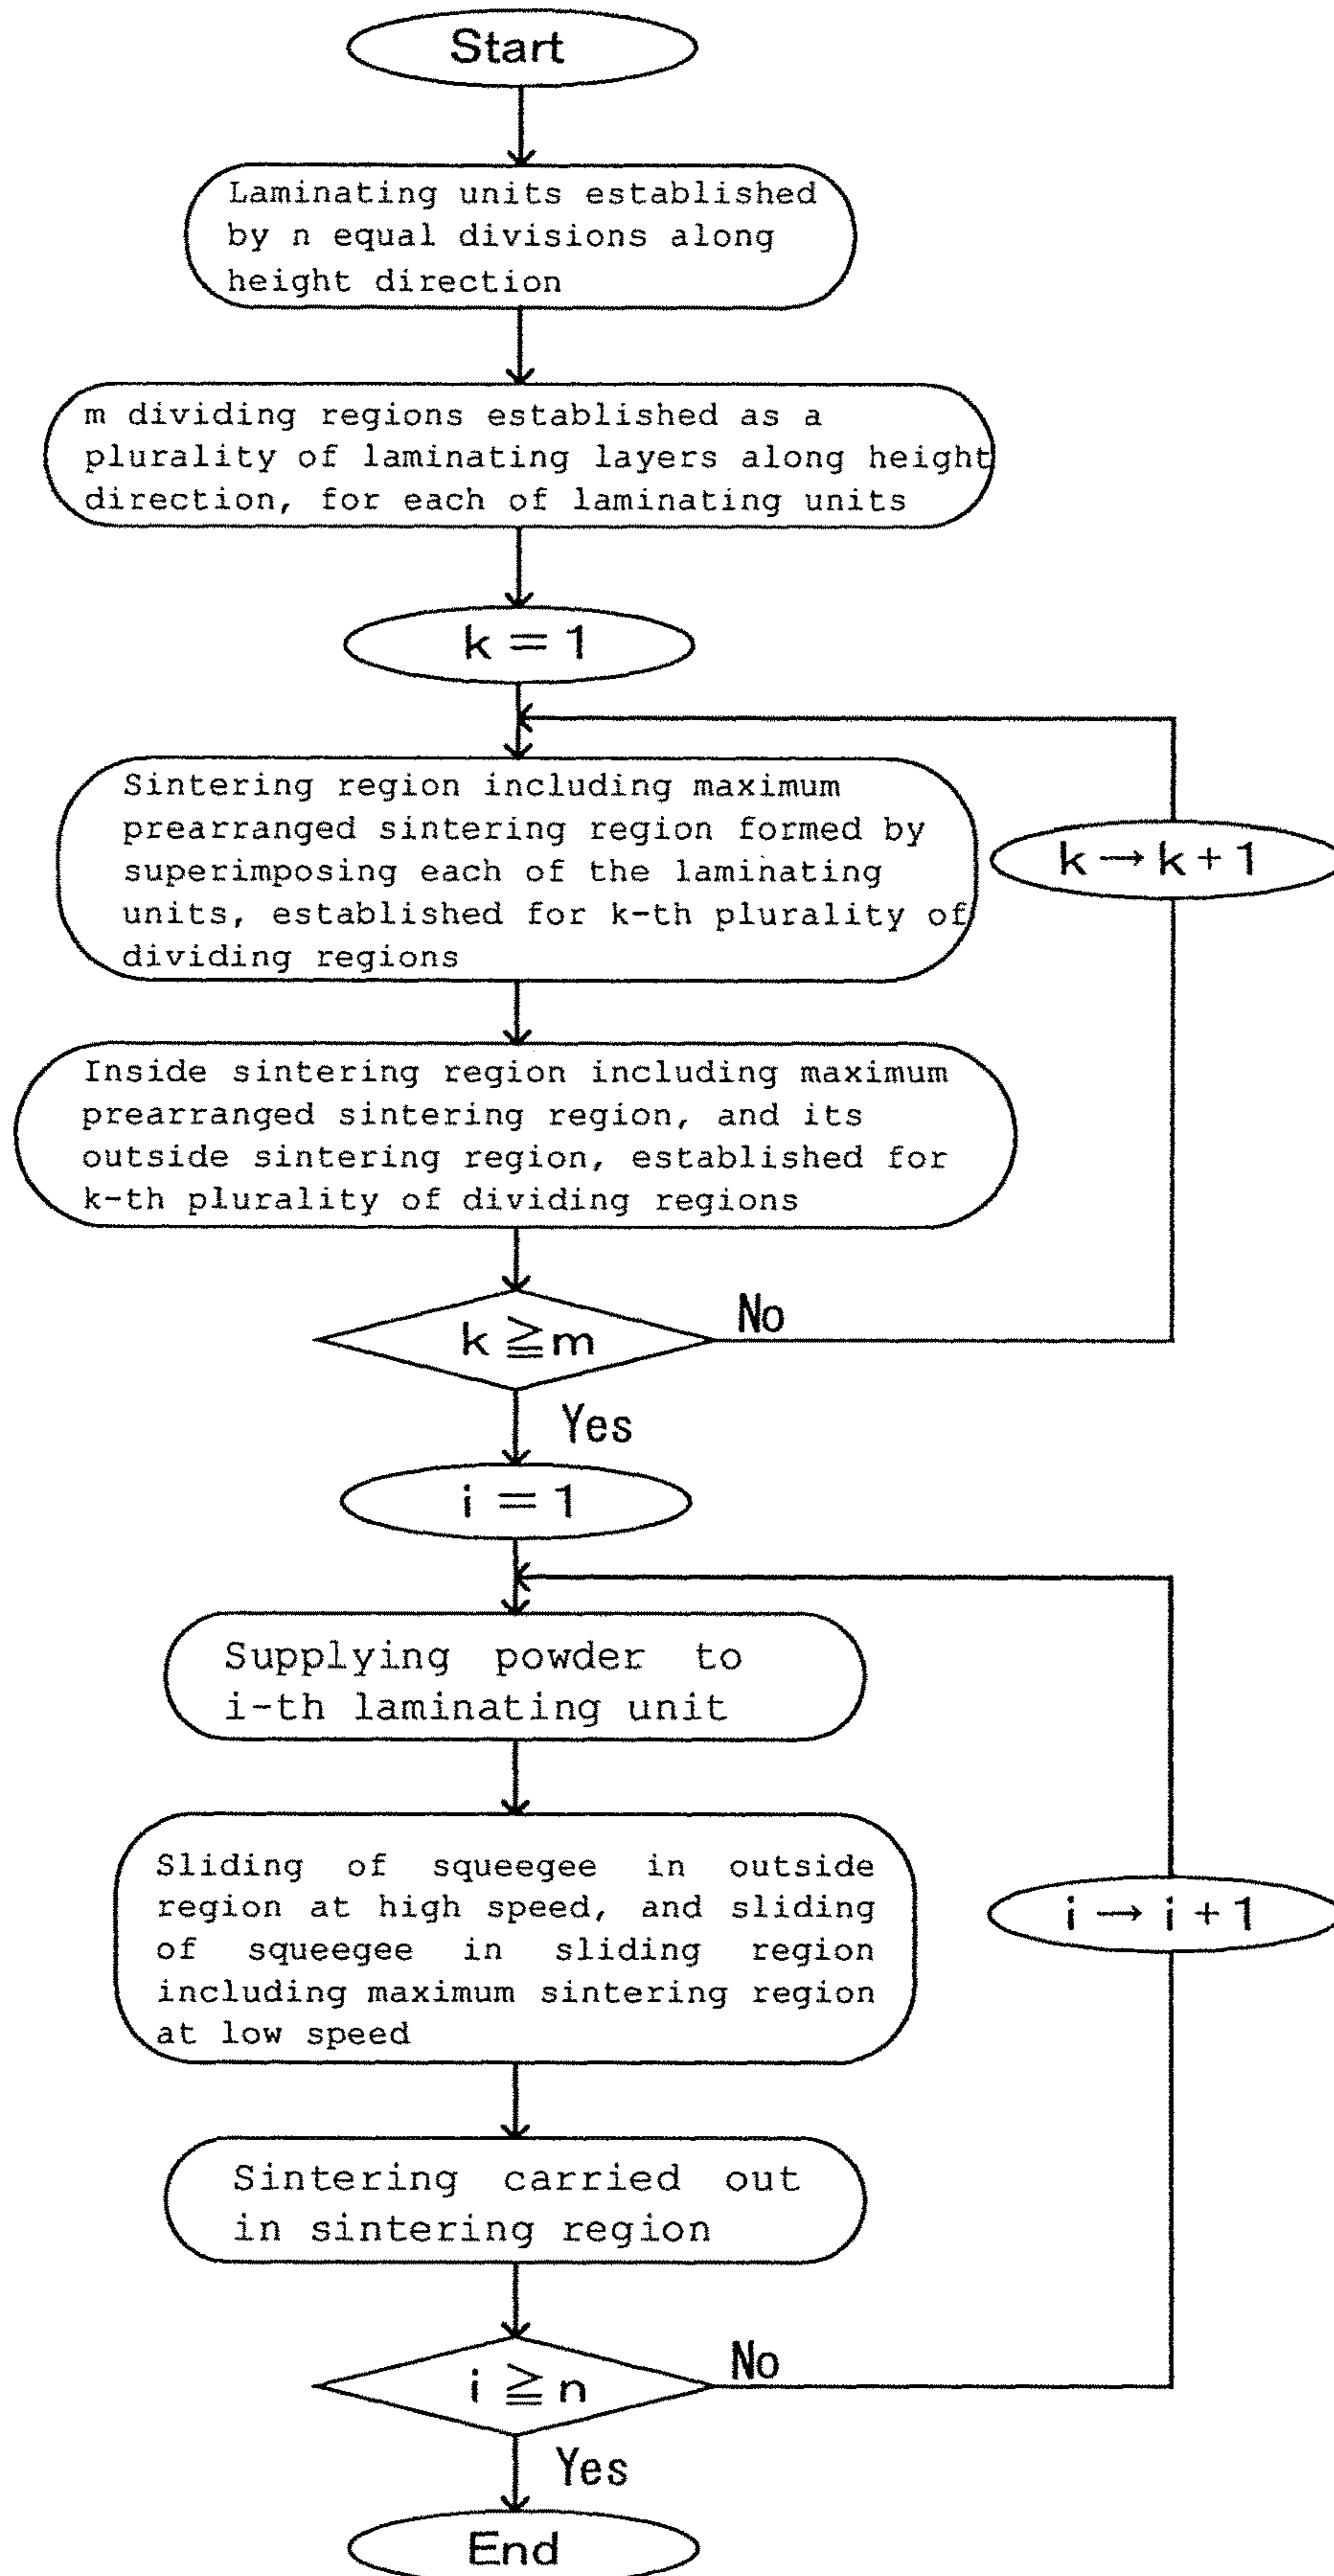 Start
Laminating units established
by n equal divisions along
height direction
m dividing regions established as a
plurality of laminating layers along height
direction, for each of laminating units
k = 1
Sintering region including maximum
prearranged sintering region formed by
superimposing each of the laminating
units, established for k-th plurality of
dividing regions
k → k + 1
Inside sintering region including maximum
prearranged sintering region, and its
outside sintering region, established for
k-th plurality of dividing regions
k ≧ m
No
Yes
i = 1
Supplying powder to
i-th laminating unit
Sliding of squeegee in outside
region at high speed, and sliding
of squeegee in sliding region
including maximum sintering region
at low speed
i → i + 1
Sintering carried out
in sintering region
i ≧ n
No
Yes
End